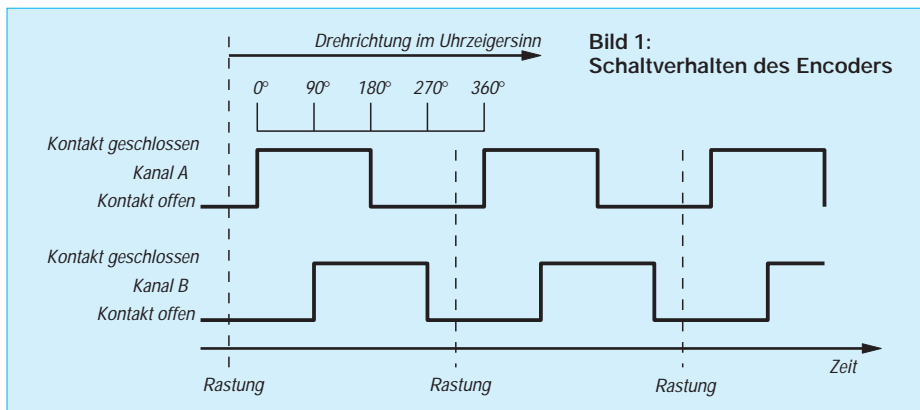 Drehrichtung im Uhrzeigersinn
Bild 1:
Schaltverhalten des Encoders
0° 90° 180° 270° 360°
Kontakt geschlossen
Kanal A
Kontakt offen
Kontakt geschlossen
Kanal B
Kontakt offen
Zeit
Rastung Rastung Rastung